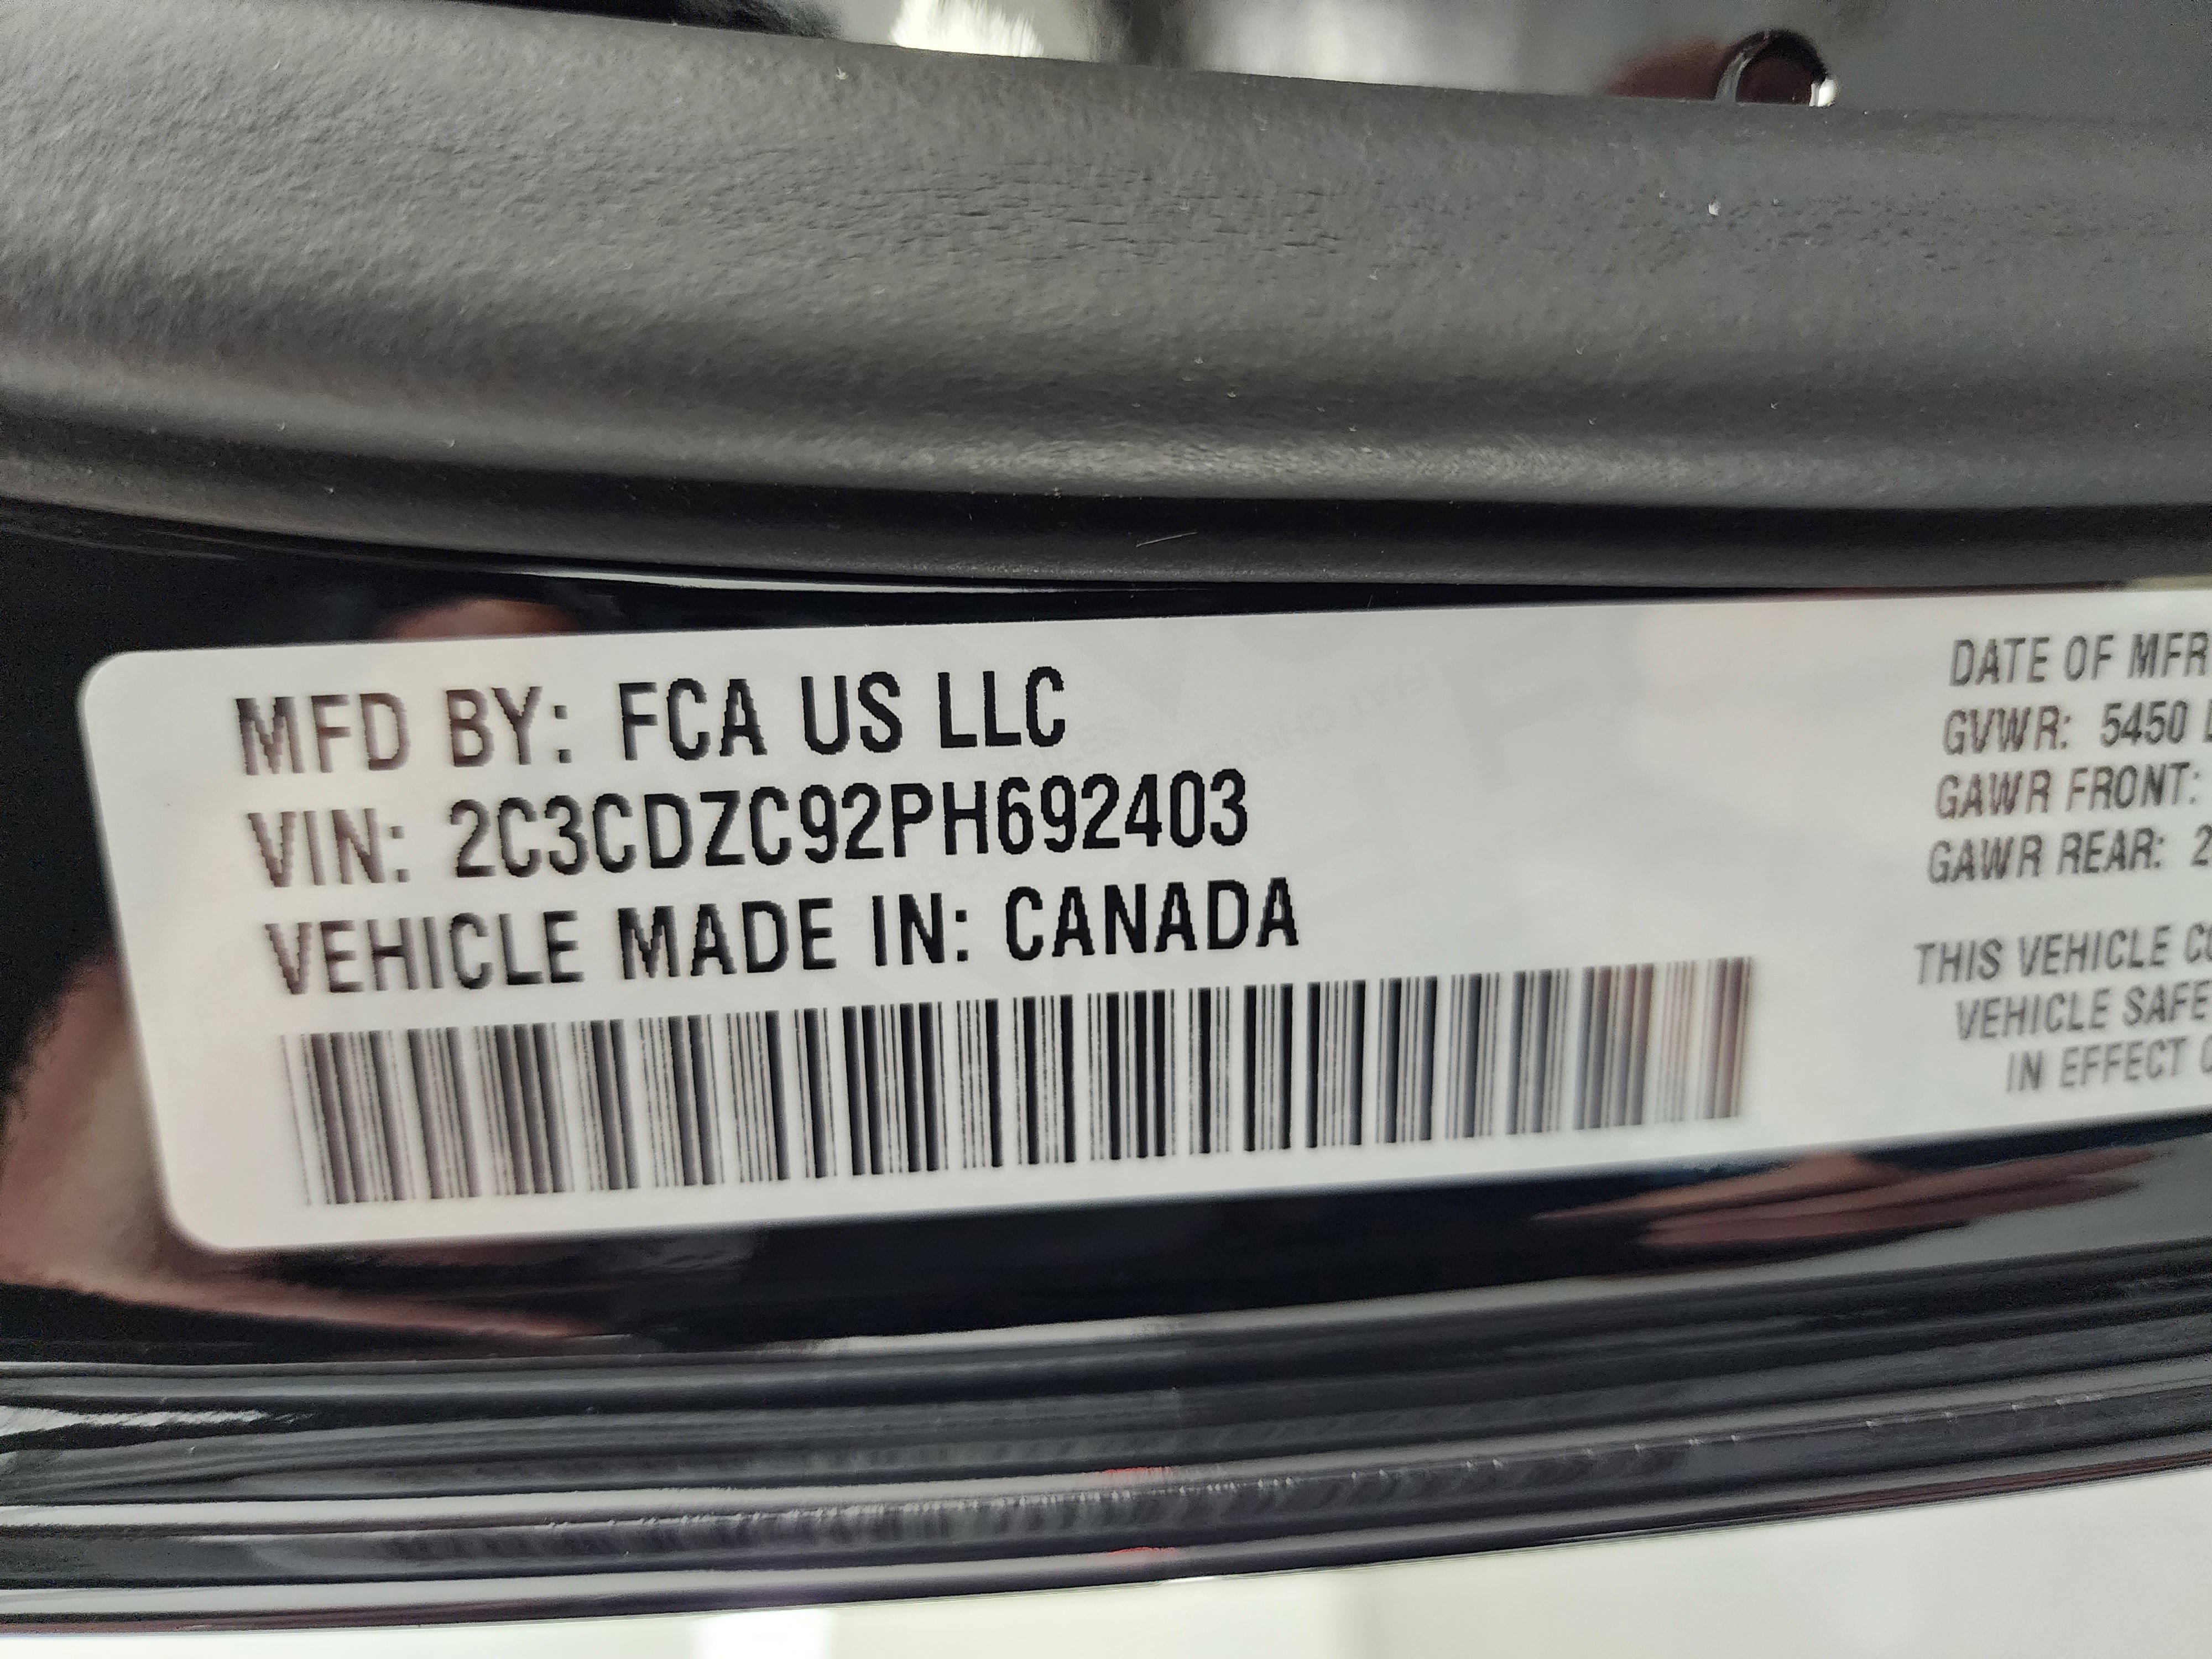 MFD BY: FCA US LLC
VIN: 2C3CDZC92PH692403
VEHICLE MADE IN: CANADA
DATE OF MFR
GVWR: 5450
GAWR FRONT:
GAWR REAR: 2
THIS VEHICLE
VEHICLE SAFE
IN EFFECT